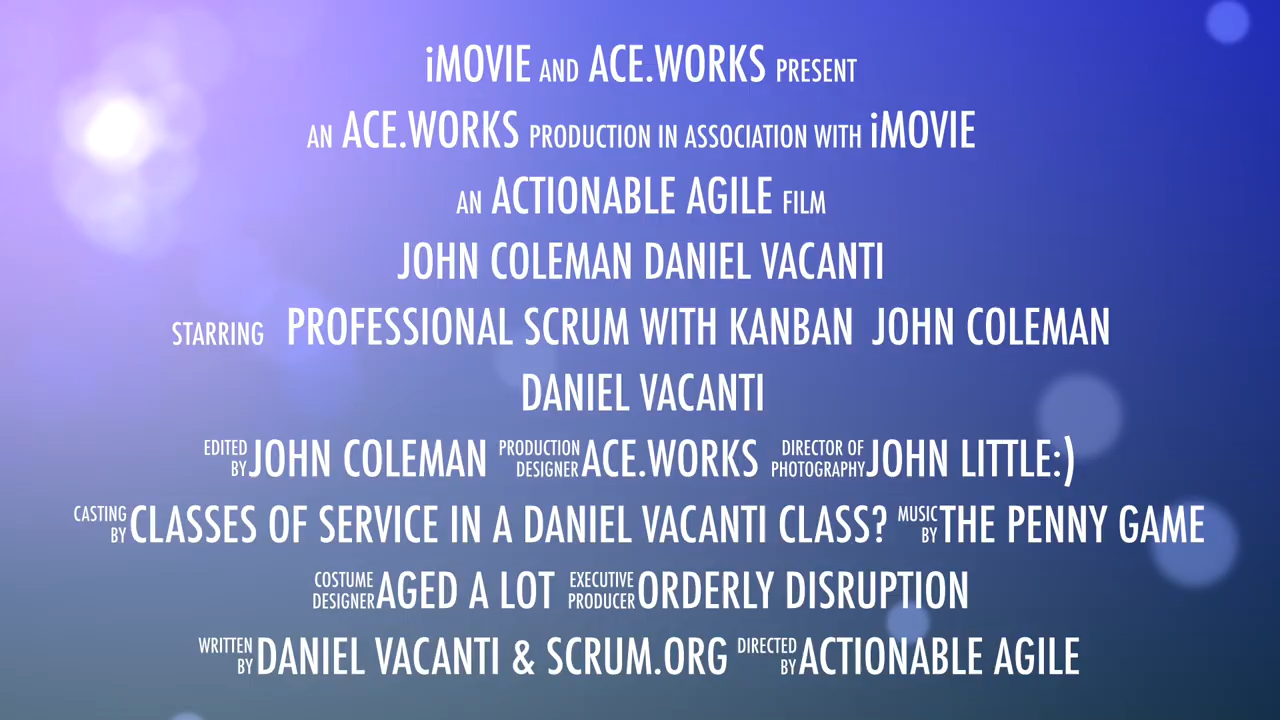 iMOVIE AND ACE.WORKS PRESENT
AN ACE.WORKS PRODUCTION IN ASSOCIATION WITH iMOVIE
AN ACTIONABLE AGILE FILM
JOHN COLEMAN DANIEL VACANTI
STARRING PROFESSIONAL SCRUM WITH KANBAN JOHN COLEMAN
DANIEL VACANTI
EDITED BY JOHN COLEMAN PRODUCTION DESIGNER ACE.WORKS DIRECTOR OF PHOTOGRAPHY JOHN LITTLE:)
CASTING BY CLASSES OF SERVICE IN A DANIEL VACANTI CLASS? MUSIC BY THE PENNY GAME
COSTUME DESIGNER AGED A LOT EXECUTIVE PRODUCER ORDERLY DISRUPTION
WRITTEN BY DANIEL VACANTI & SCRUM.ORG DIRECTED BY ACTIONABLE AGILE